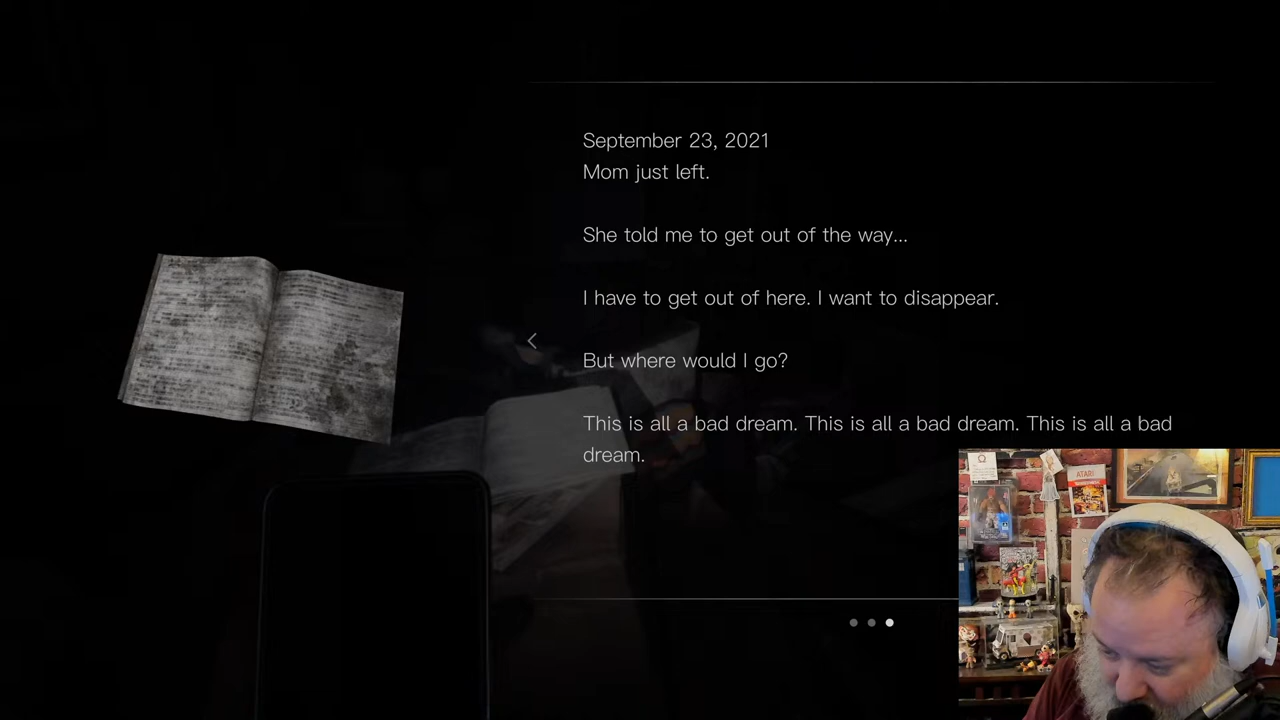 September 23, 2021
Mom just left.
She told me to get out of the way...
I have to get out of here. I want to disappear.
But where would I go?
This is all a bad dream. This is all a bad dream. This is all a bad
dream.
ATARI